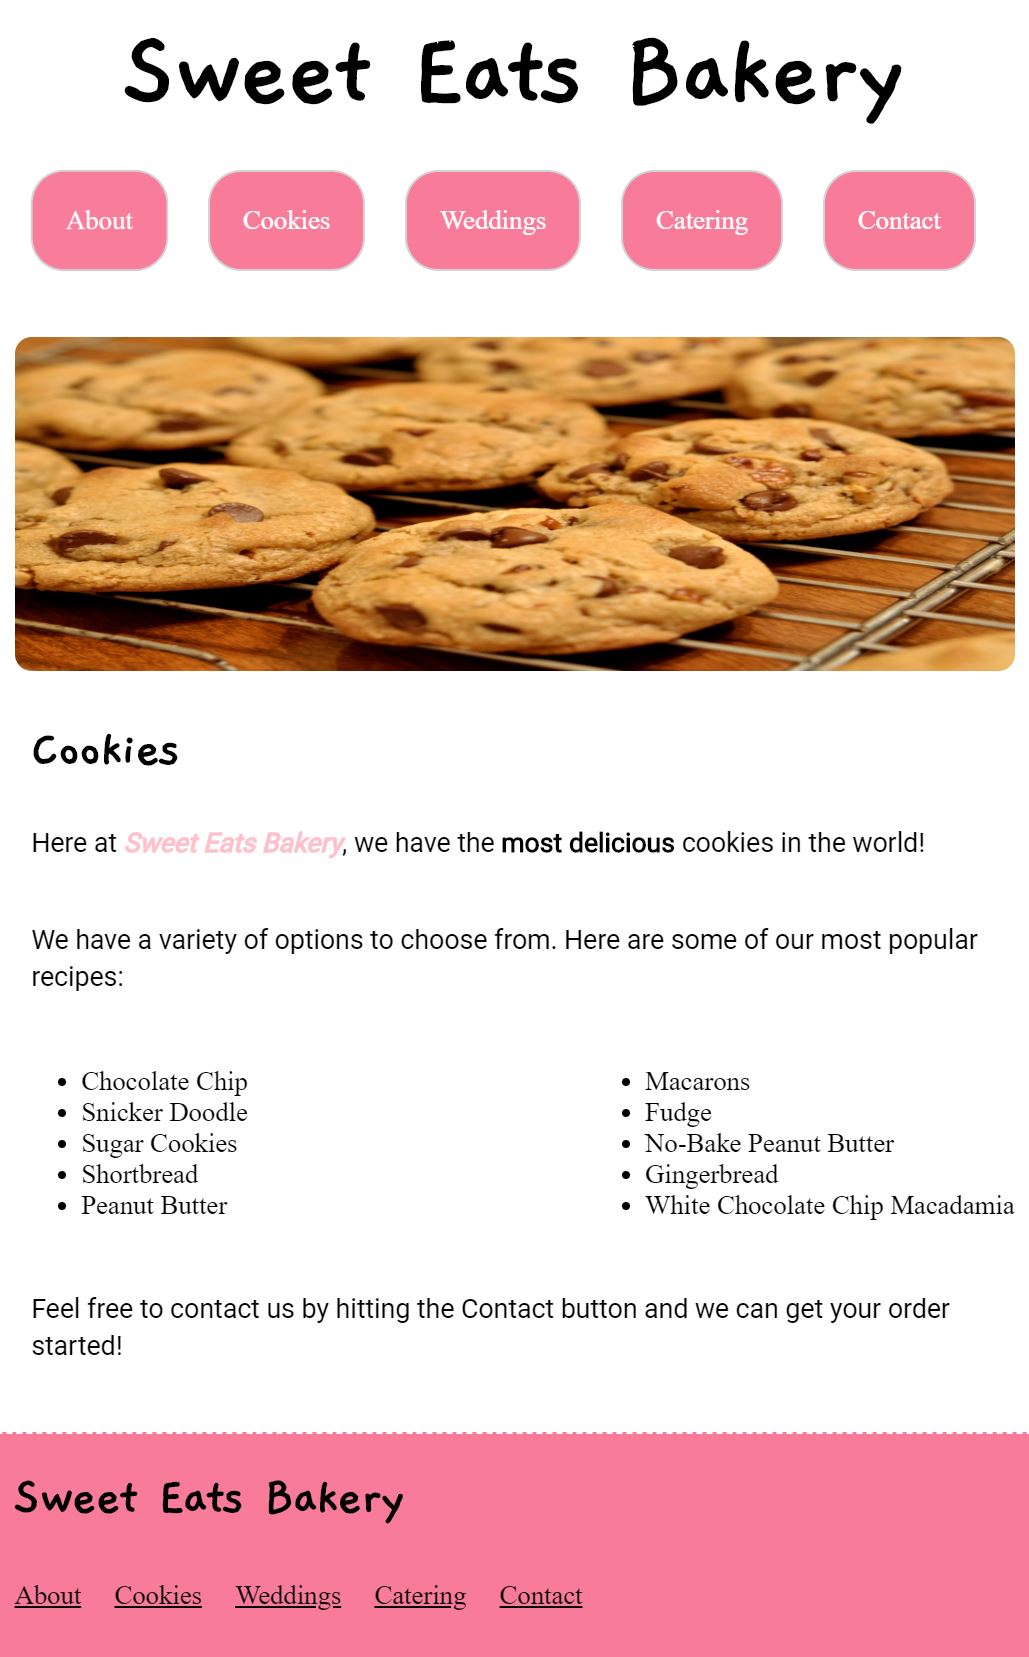 Sweet Eats Bakery
About Cookies Weddings Catering Contact
Cookies
Here at Sweet Eats Bakery, we have the most delicious cookies in the world!
We have a variety of options to choose from. Here are some of our most popular
recipes:
Chocolate Chip
Snicker Doodle
Sugar Cookies
Shortbread
Peanut Butter
Macarons
Fudge
No-Bake Peanut Butter
Gingerbread
White Chocolate Chip Macadamia
Feel free to contact us by hitting the Contact button and we can get your order
started!
Sweet Eats Bakery
About Cookies Weddings Catering Contact